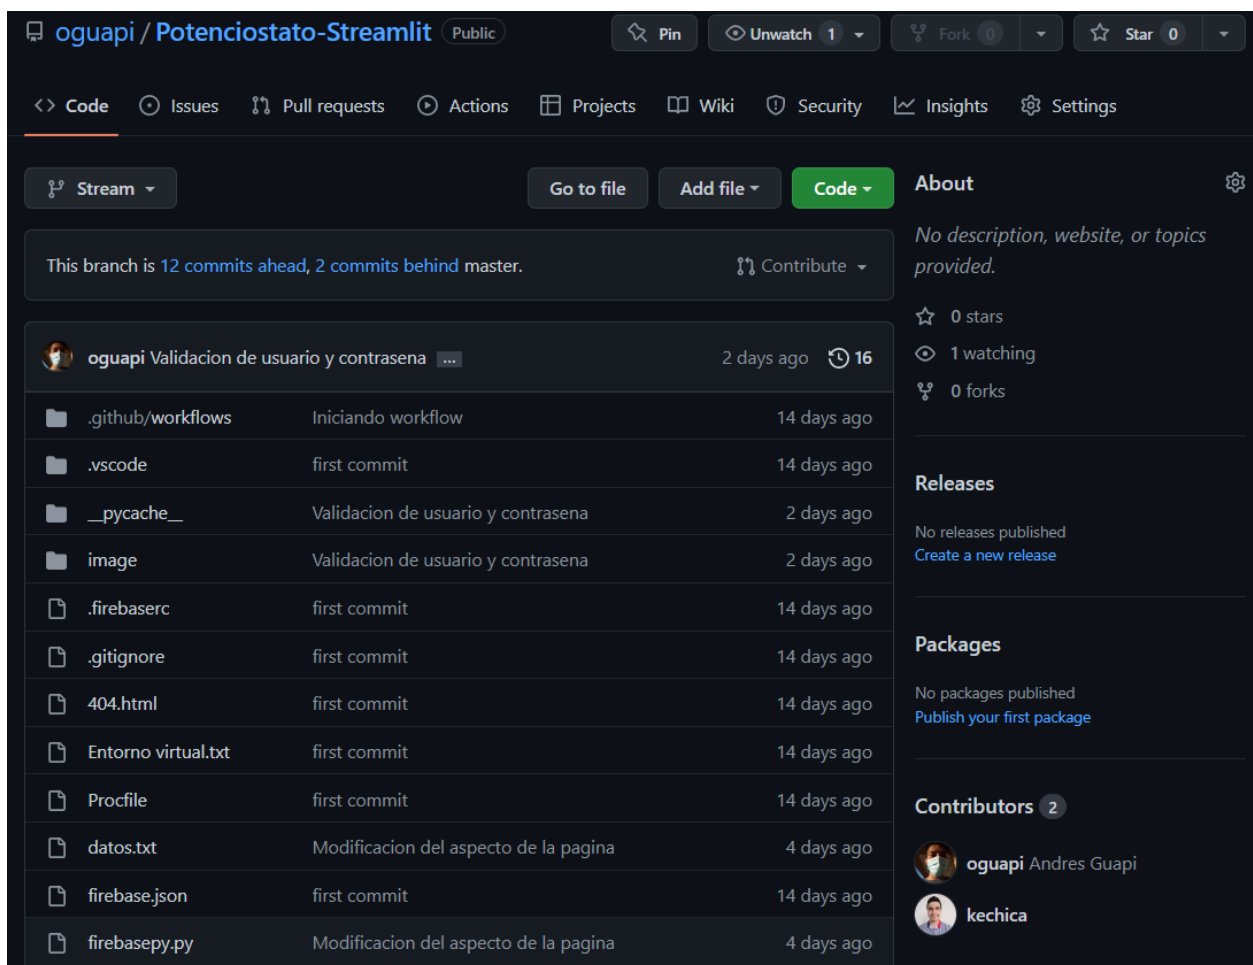 oguapi / Potenciostato-Streamlit Public Pin Unwatch 1 Fork 0 Star 0
<> Code Issues Pull requests Actions Projects Wiki Security Insights Settings
Stream Go to file Add file Code
This branch is 12 commits ahead, 2 commits behind master. Contribute
oguapi Validacion de usuario y contrasena ... 2 days ago 16
.github/workflows Iniciando workflow 14 days ago
.vscode first commit 14 days ago
__pycache__ Validacion de usuario y contrasena 2 days ago
image Validacion de usuario y contrasena 2 days ago
.firebaserc first commit 14 days ago
.gitignore first commit 14 days ago
404.html first commit 14 days ago
Entorno virtual.txt first commit 14 days ago
Procfile first commit 14 days ago
datos.txt Modificacion del aspecto de la pagina 4 days ago
firebase.json first commit 14 days ago
firebasepy.py Modificacion del aspecto de la pagina 4 days ago
About
No description, website, or topics
provided.
0 stars
1 watching
0 forks
Releases
No releases published
Create a new release
Packages
No packages published
Publish your first package
Contributors 2
oguapi Andres Guapi
kechica